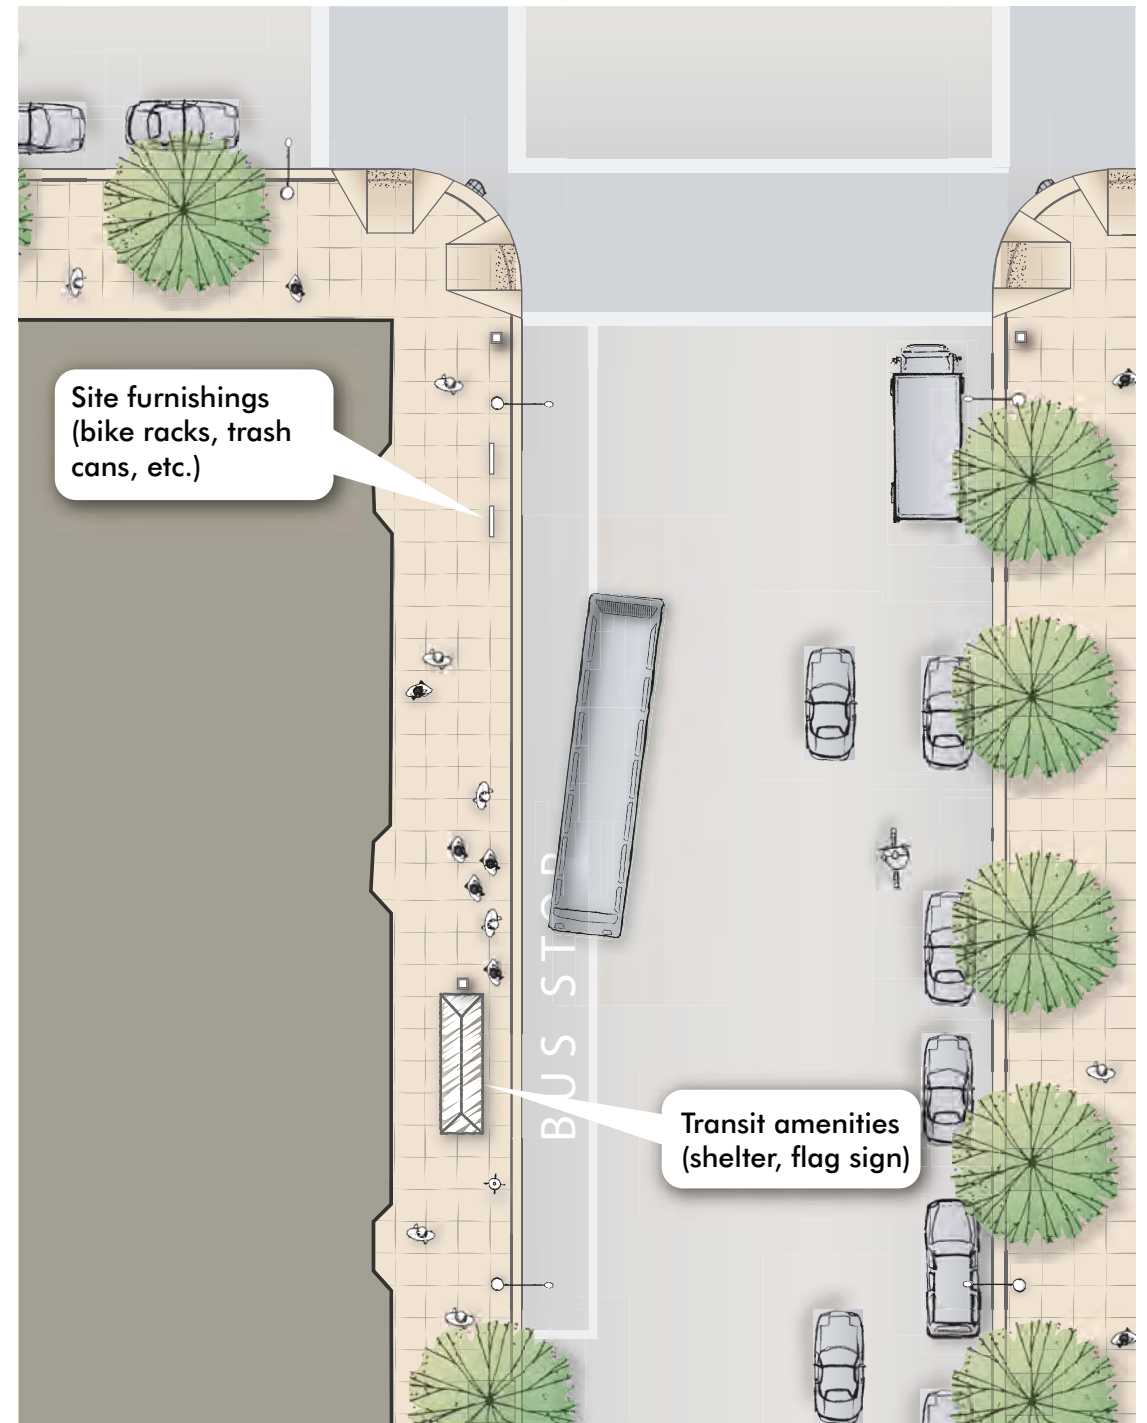 Site furnishings
(bike racks, trash
cans, etc.)
BUS STOP
Transit amenities
(shelter, flag sign)